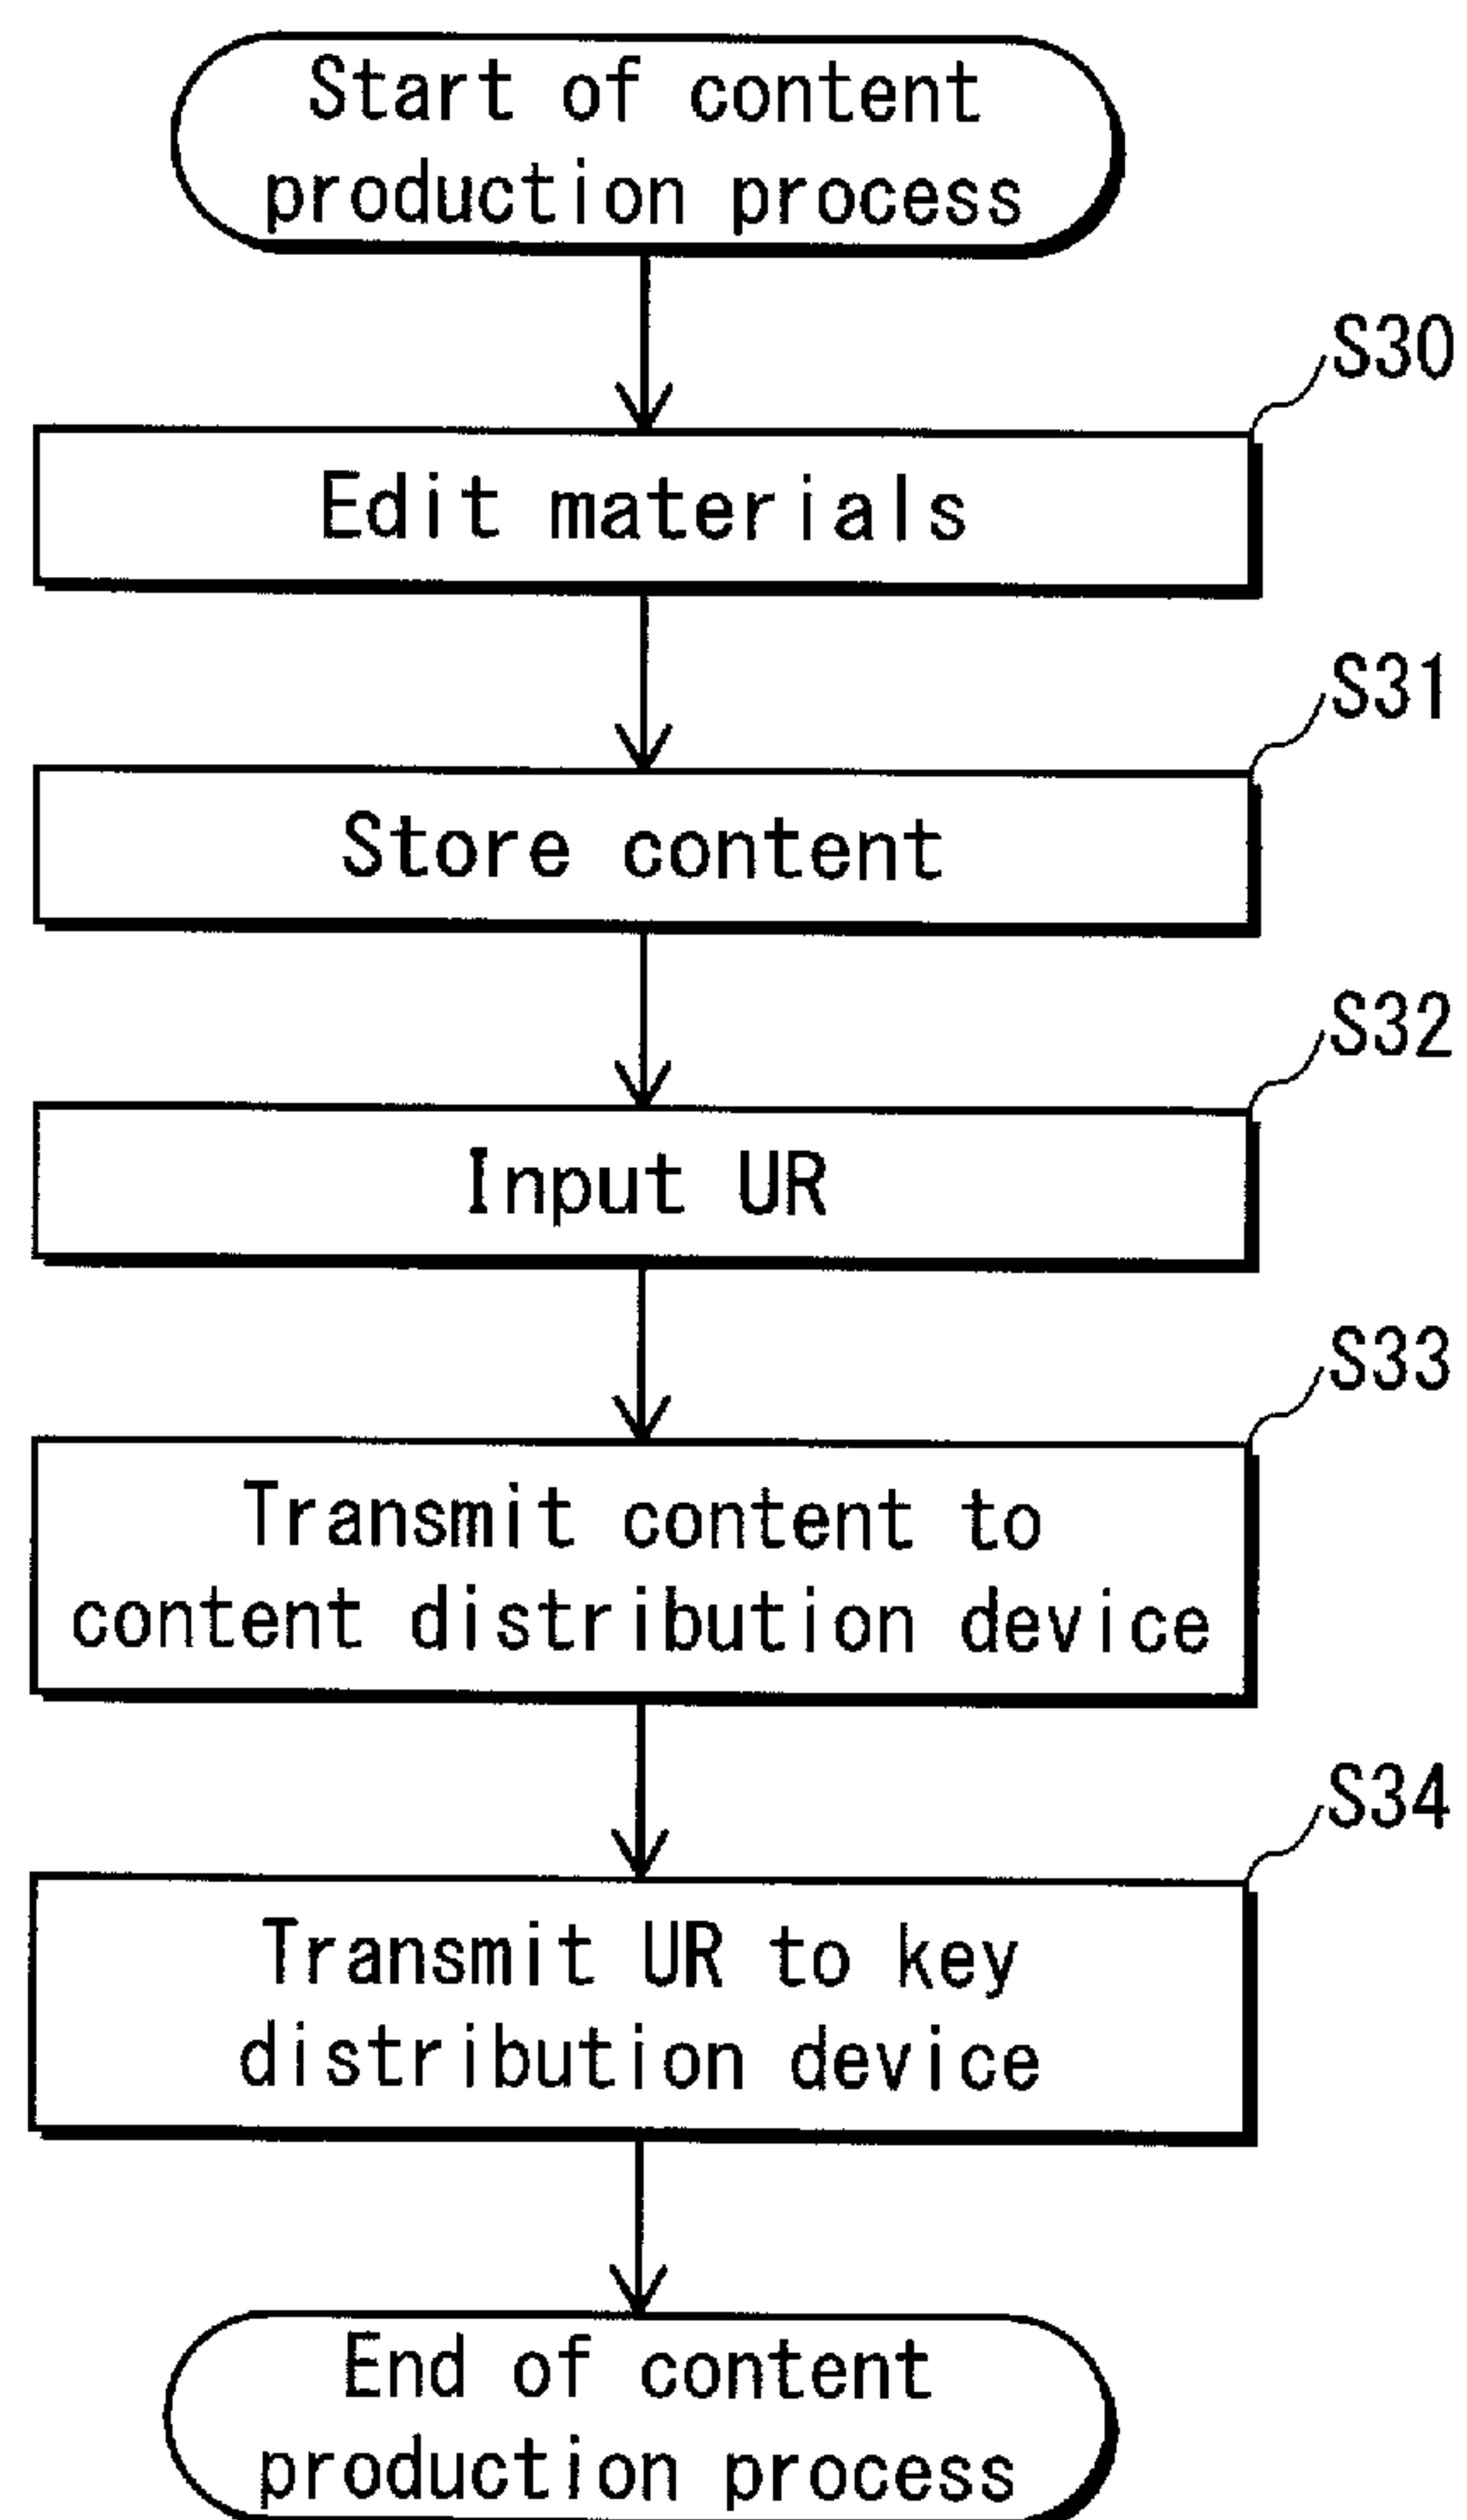 Start of content
production process
S30
Edit materials
S31
Store content
S32
Input UR
S33
Transmit content to
content distribution device
S34
Transmit UR to key
distribution device
End of content
production process